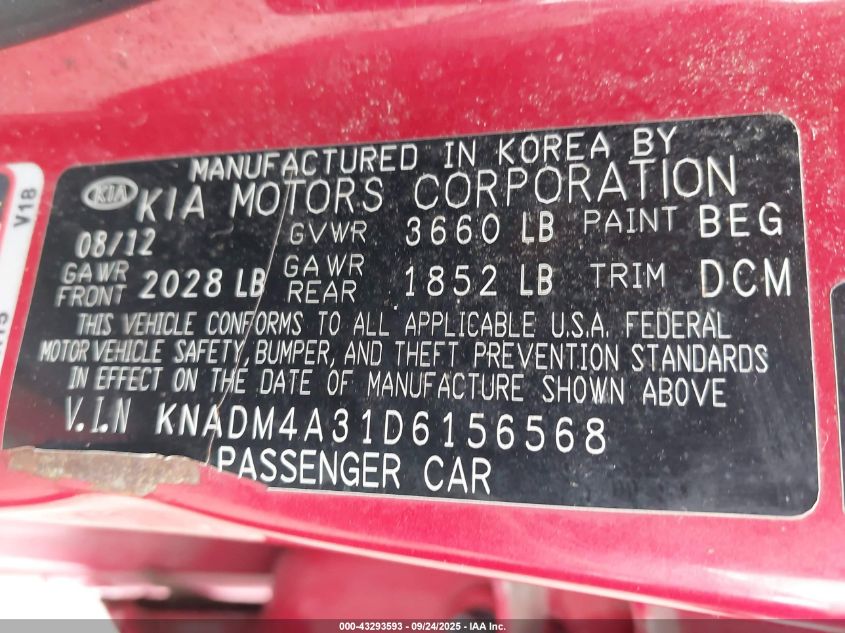 MANUFACTURED IN KOREA BY
KIA KIA MOTORS CORPORATION
08/12 GVWR 3660 LB PAINT BEG
GAWR FRONT 2028 LB GAWR REAR 1852 LB TRIM DCM
THIS VEHICLE CONFORMS TO ALL APPLICABLE U.S.A. FEDERAL
MOTOR VEHICLE SAFETY, BUMPER, AND THEFT PREVENTION STANDARDS
IN EFFECT ON THE DATE OF MANUFACTURE SHOWN ABOVE
V.I.N KNADM4A31D6156568
PASSENGER CAR
V18
000-43293593 - 09/24/2025 - IAA Inc.